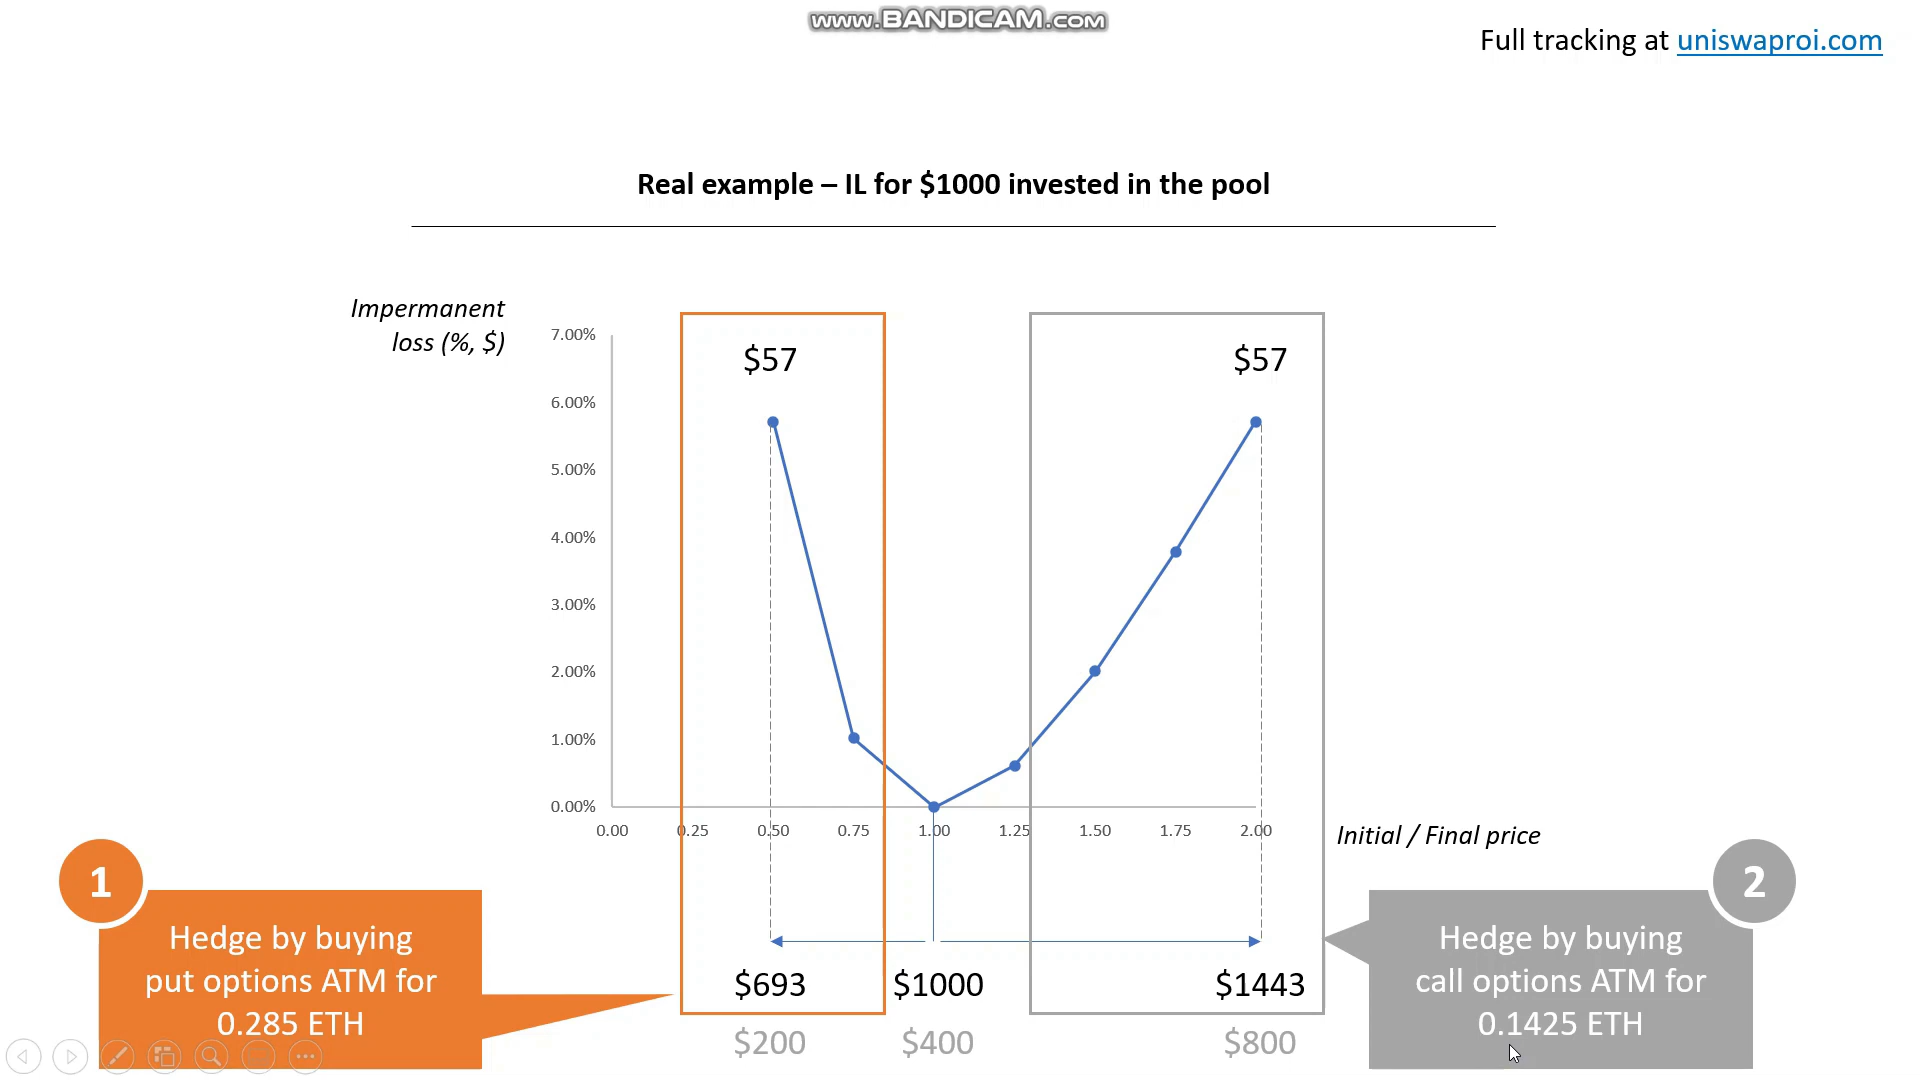 www.BANDICAM.com
Full tracking at uniswaproi.com
Real example – IL for $1000 invested in the pool
Impermanent
loss (%, $)
7.00%
6.00%
5.00%
4.00%
3.00%
2.00%
1.00%
0.00%
$57
$57
0.00 0.25 0.50 0.75 1.00 1.25 1.50 1.75 2.00
Initial / Final price
1
Hedge by buying
put options ATM for
0.285 ETH
$693 $1000 $1443
$200 $400 $800
2
Hedge by buying
call options ATM for
0.1425 ETH